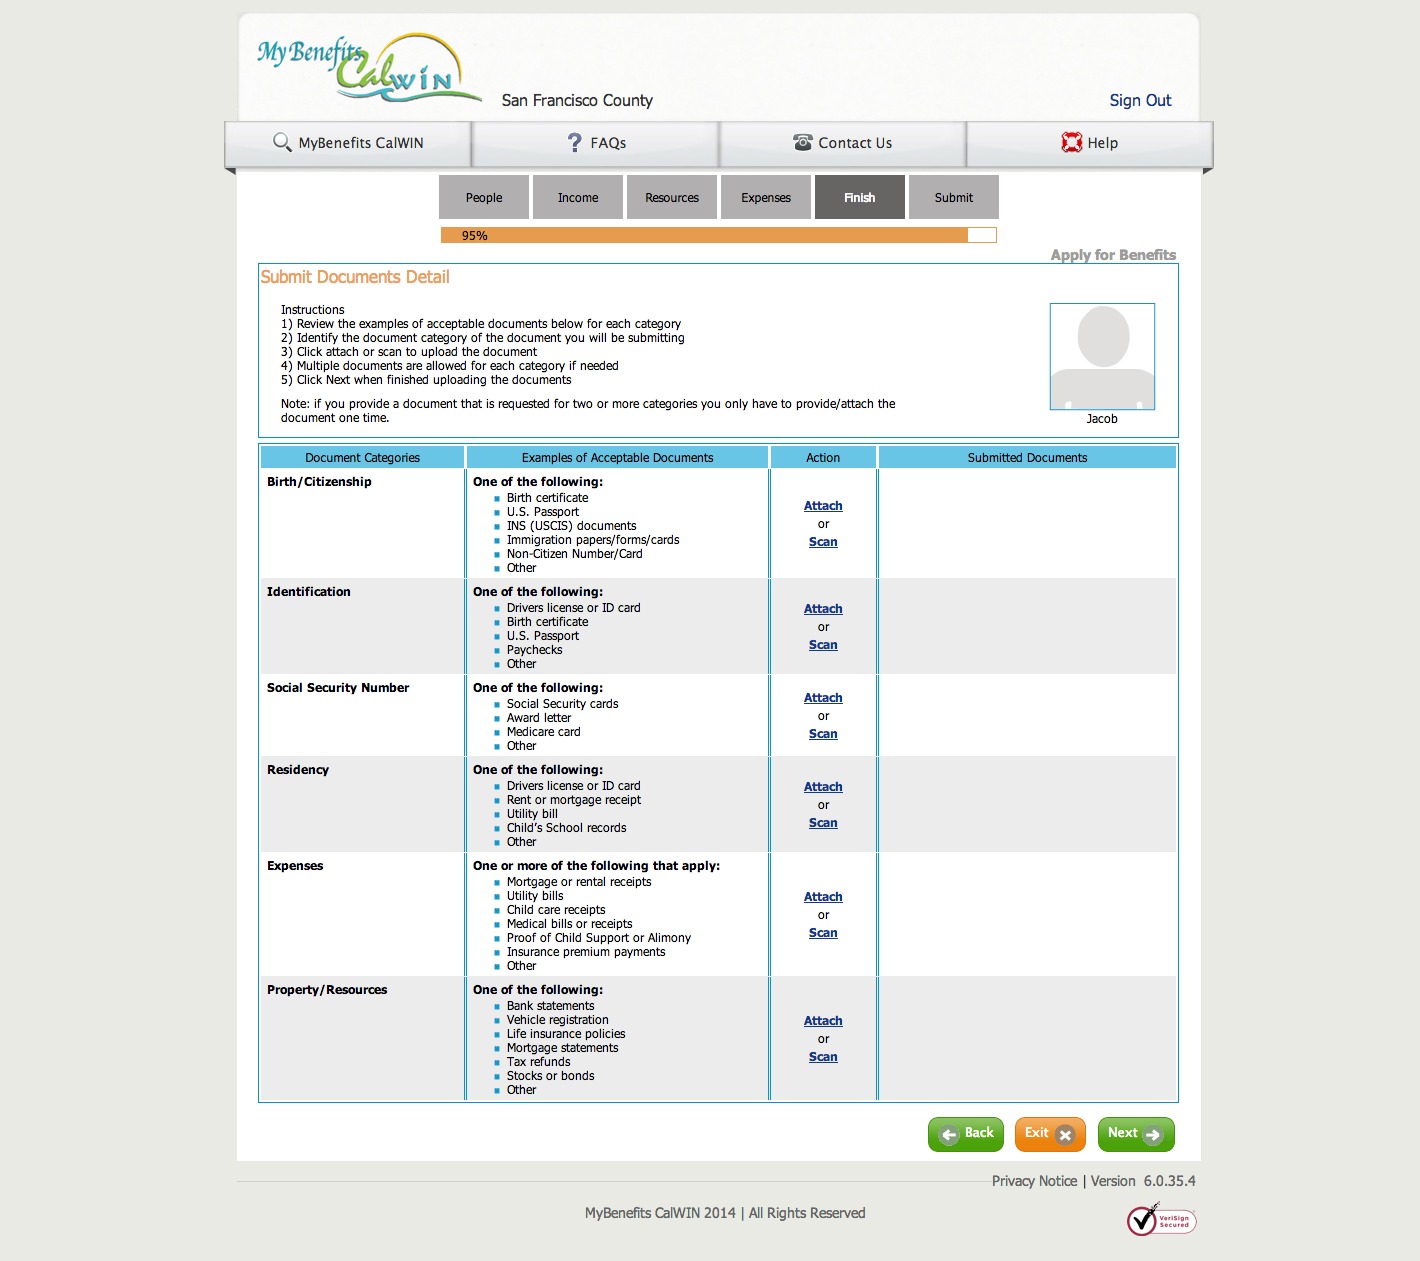 My Benefits
CalWIN
San Francisco County
Sign Out
MyBenefits CalWIN
FAQs
Contact Us
Help
People
Income
Resources
Expenses
Finish
Submit
95%
Apply for Benefits
Submit Documents Detail
Instructions
1) Review the examples of acceptable documents below for each category
2) Identify the document category of the document you will be submitting
3) Click attach or scan to upload the document
4) Multiple documents are allowed for each category if needed
5) Click Next when finished uploading the documents
Note: if you provide a document that is requested for two or more categories you only have to provide/attach the
document one time.
Jacob
Document Categories
Examples of Acceptable Documents
Action
Submitted Documents
Birth/Citizenship
One of the following:
Birth certificate
U.S. Passport
INS (USCIS) documents
Immigration papers/forms/cards
Non-Citizen Number/Card
Other
Attach
or
Scan
Identification
One of the following:
Drivers license or ID card
Birth certificate
U.S. Passport
Paychecks
Other
Attach
or
Scan
Social Security Number
One of the following:
Social Security cards
Award letter
Medicare card
Other
Attach
or
Scan
Residency
One of the following:
Drivers license or ID card
Rent or mortgage receipt
Utility bill
Child's School records
Other
Attach
or
Scan
Expenses
One or more of the following that apply:
Mortgage or rental receipts
Utility bills
Child care receipts
Medical bills or receipts
Proof of Child Support or Alimony
Insurance premium payments
Other
Attach
or
Scan
Property/Resources
One of the following:
Bank statements
Vehicle registration
Life insurance policies
Mortgage statements
Tax refunds
Stocks or bonds
Other
Attach
or
Scan
Back
Exit
Next
Privacy Notice | Version 6.0.35.4
MyBenefits CalWIN 2014 | All Rights Reserved
VeriSign
Secured